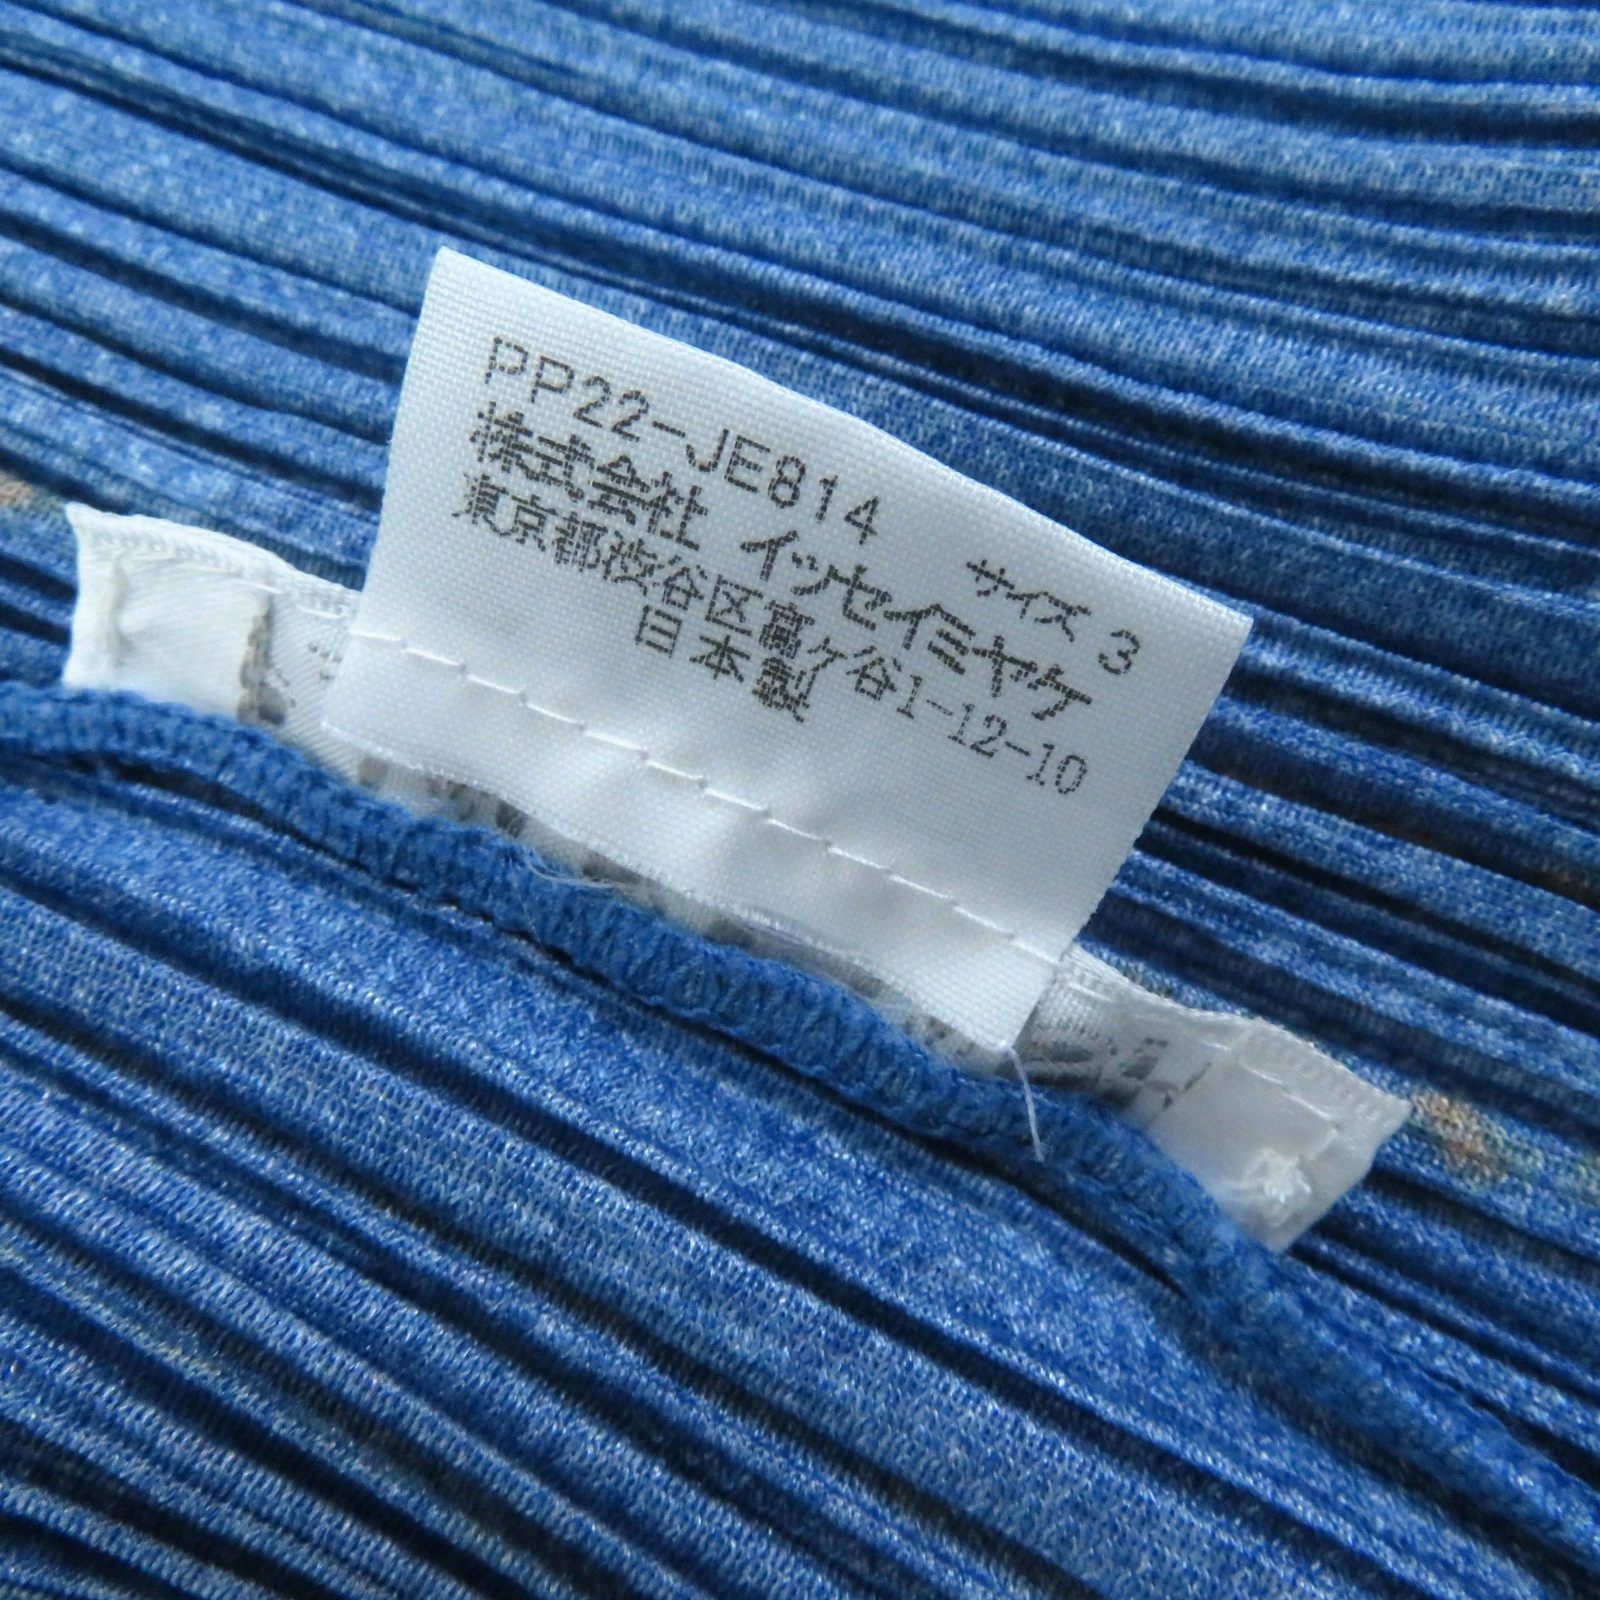 PP22-JE814 サイズ 3
株式会社 イッセイミヤケ
東京都渋谷区富ヶ谷1-12-10
日本製